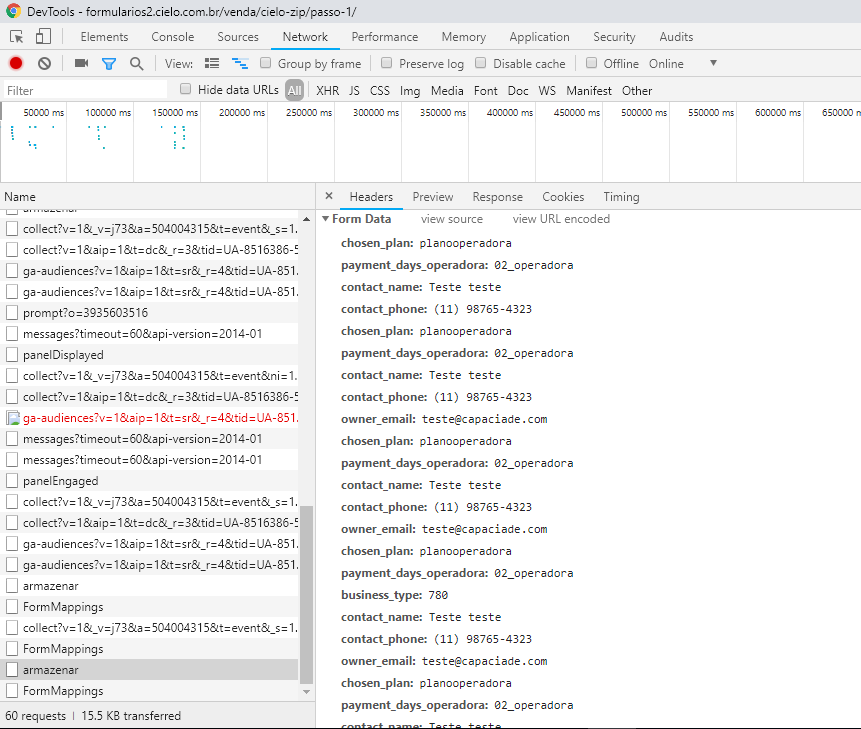 DevTools - formularios2.cielo.com.br/venda/cielo-zip/passo-1/
Elements Console Sources Network Performance Memory Application Security Audits
View: Group by frame Preserve log Disable cache Offline Online
Filter Hide data URLs All XHR JS CSS Img Media Font Doc WS Manifest Other
50000 ms 100000 ms 150000 ms 200000 ms 250000 ms 300000 ms 350000 ms 400000 ms 450000 ms 500000 ms 550000 ms 600000 ms 650000 m
Name
armazenar
collect?v=1&_v=j73&a=504004315&t=event&_s=1.
collect?v=1&aip=1&t=dc&_r=3&tid=UA-8516386-5
ga-audiences?v=1&aip=1&t=sr&_r=4&tid=UA-851.
ga-audiences?v=1&aip=1&t=sr&_r=4&tid=UA-851.
prompt?o=3935603516
messages?timeout=60&api-version=2014-01
panelDisplayed
collect?v=1&_v=j73&a=504004315&t=event&ni=1.
collect?v=1&aip=1&t=dc&_r=3&tid=UA-8516386-5
ga-audiences?v=1&aip=1&t=sr&_r=4&tid=UA-851.
messages?timeout=60&api-version=2014-01
messages?timeout=60&api-version=2014-01
panelEngaged
collect?v=1&_v=j73&a=504004315&t=event&_s=1.
collect?v=1&aip=1&t=dc&_r=3&tid=UA-8516386-5
ga-audiences?v=1&aip=1&t=sr&_r=4&tid=UA-851.
ga-audiences?v=1&aip=1&t=sr&_r=4&tid=UA-851.
armazenar
FormMappings
collect?v=1&_v=j73&a=504004315&t=event&_s=1.
FormMappings
armazenar
FormMappings
60 requests | 15.5 KB transferred
× Headers Preview Response Cookies Timing
Form Data view source view URL encoded
chosen_plan: planooperadora
payment_days_operadora: 02_operadora
contact_name: Teste teste
contact_phone: (11) 98765-4323
chosen_plan: planooperadora
payment_days_operadora: 02_operadora
contact_name: Teste teste
contact_phone: (11) 98765-4323
owner_email: teste@capaciade.com
chosen_plan: planooperadora
payment_days_operadora: 02_operadora
contact_name: Teste teste
contact_phone: (11) 98765-4323
owner_email: teste@capaciade.com
chosen_plan: planooperadora
payment_days_operadora: 02_operadora
business_type: 780
contact_name: Teste teste
contact_phone: (11) 98765-4323
owner_email: teste@capaciade.com
chosen_plan: planooperadora
payment_days_operadora: 02_operadora
contact_name: Teste teste